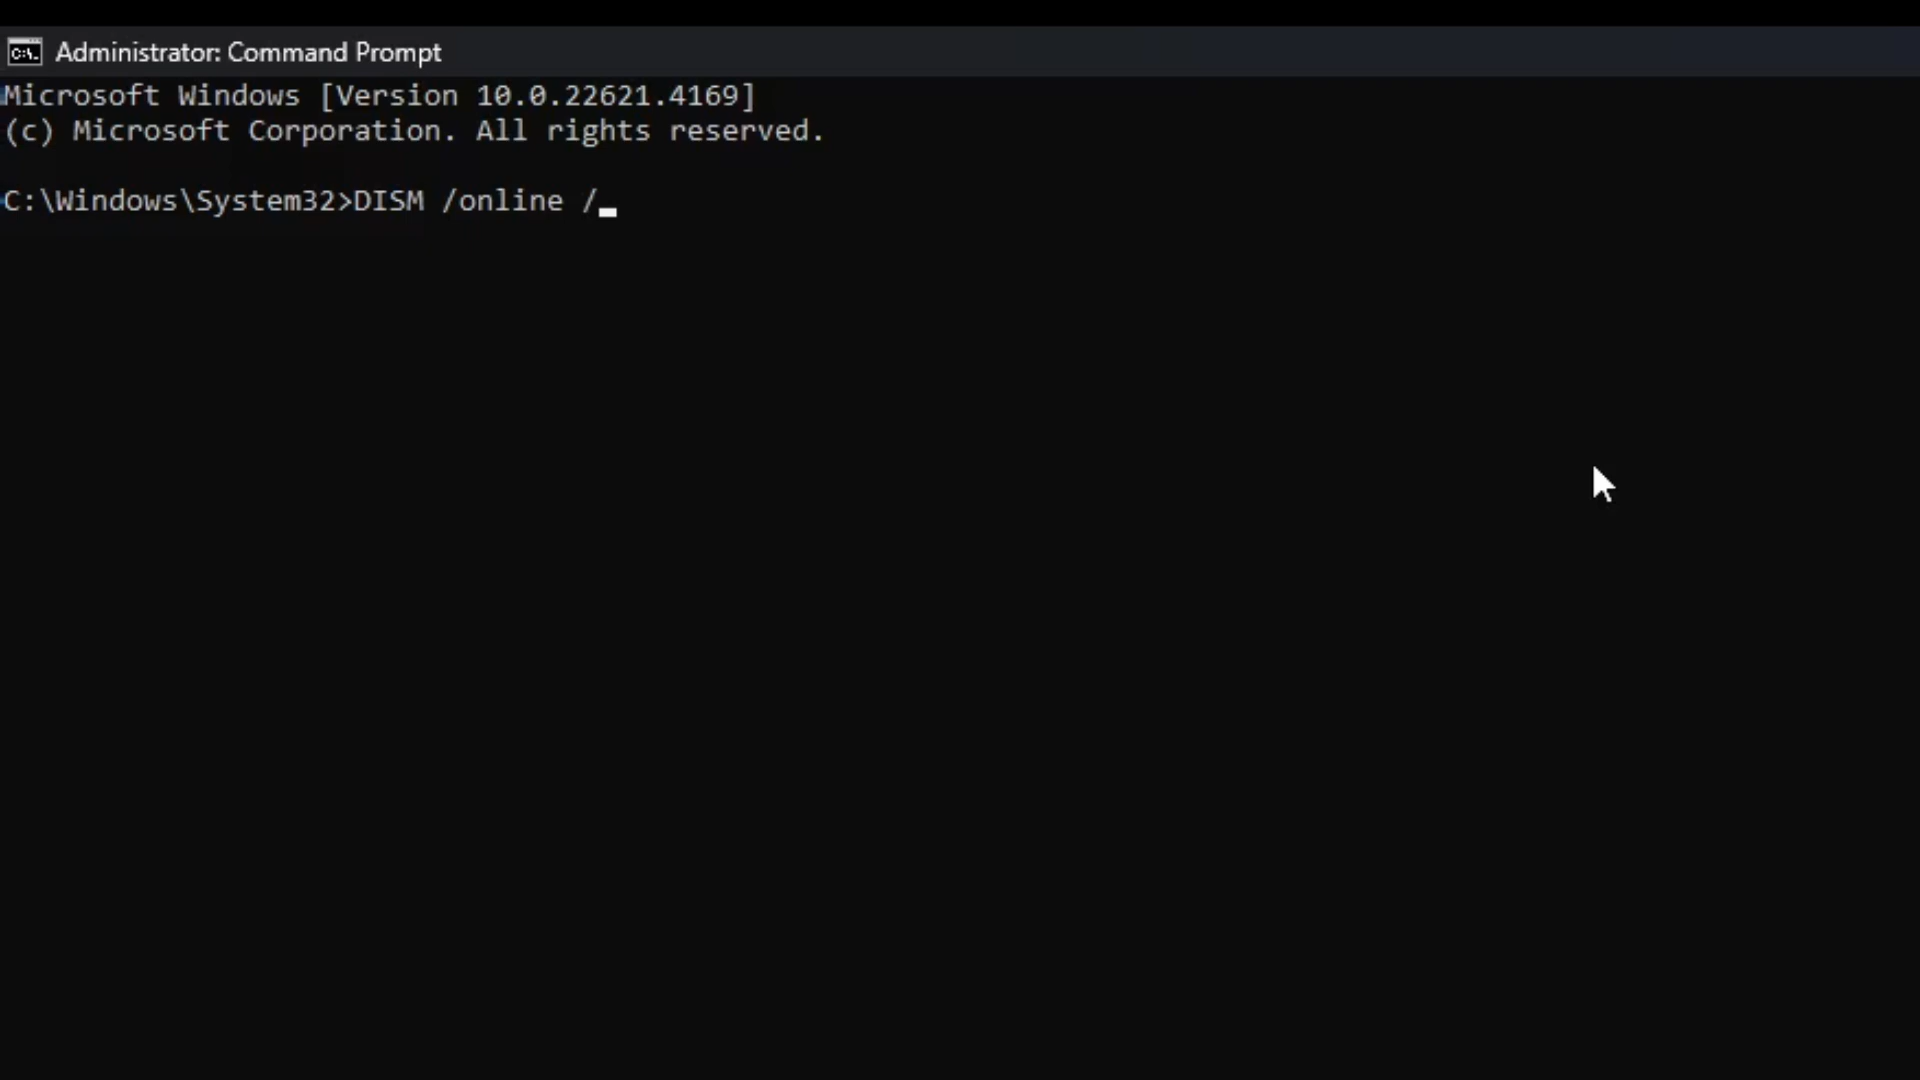 Administrator: Command Prompt
Microsoft Windows [Version 10.0.22621.4169]
(c) Microsoft Corporation. All rights reserved.
C:\Windows\System32>DISM /online /